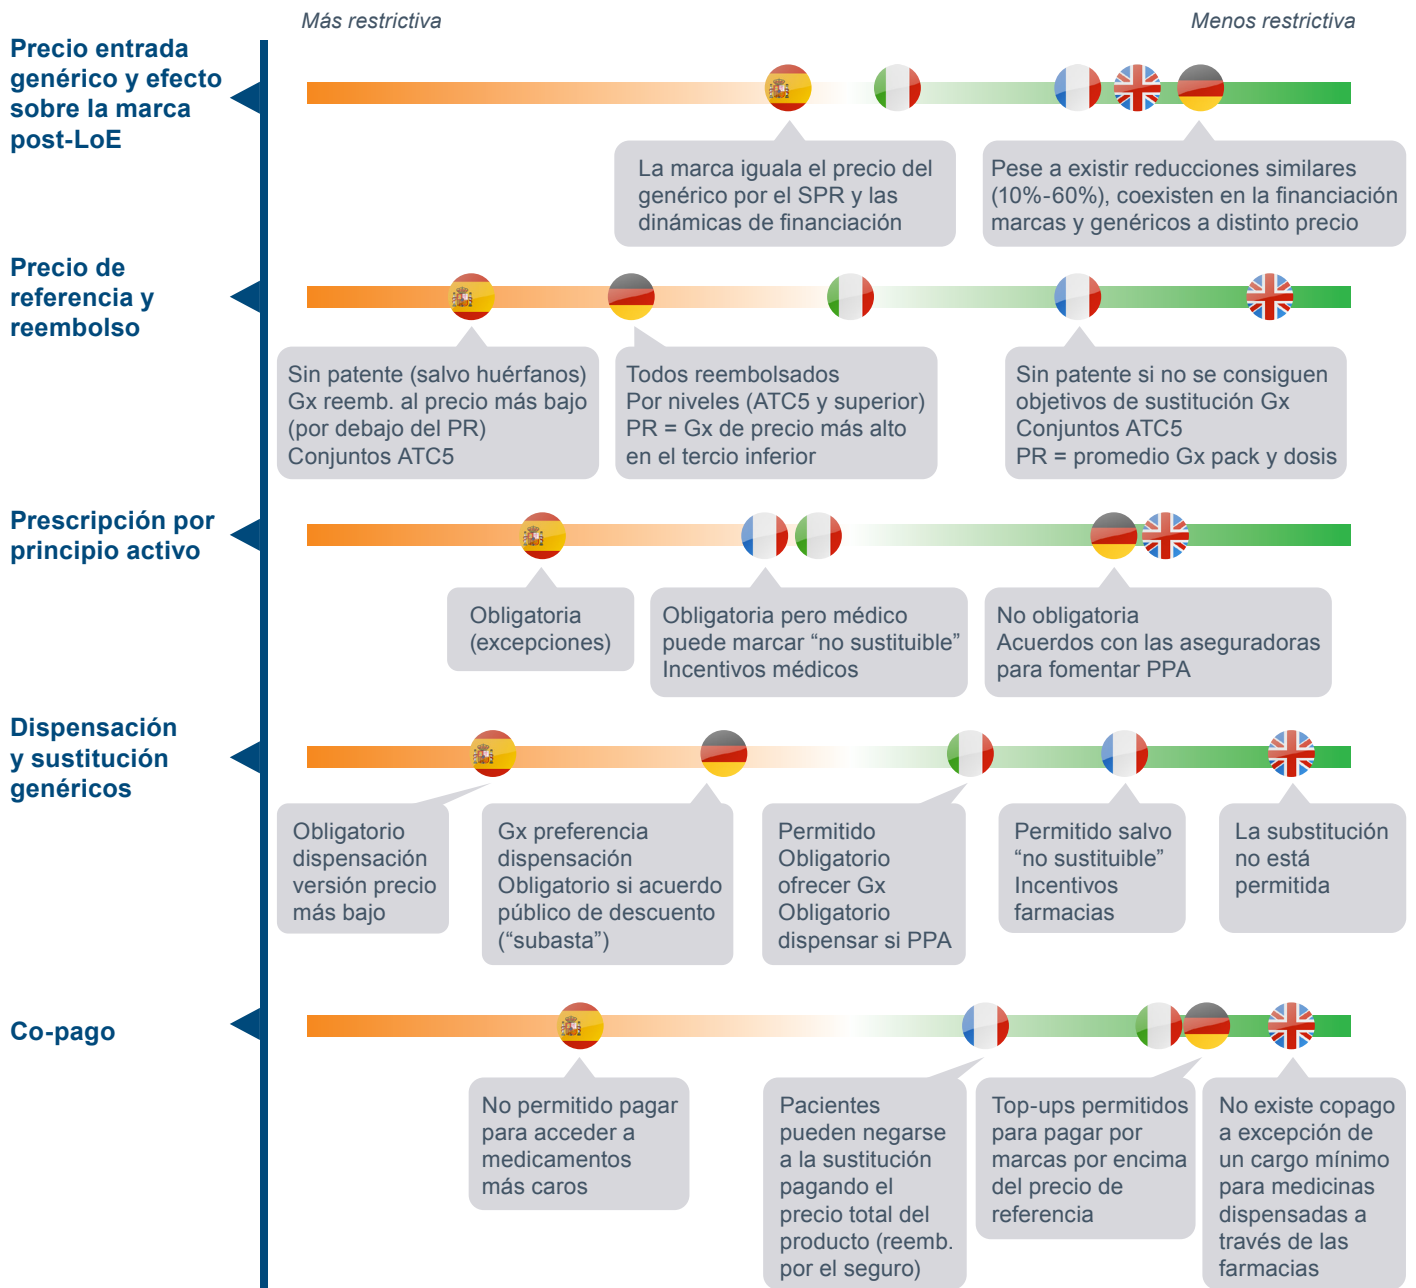 Más restrictiva
Menos restrictiva
Precio entrada
genérico y efecto
sobre la marca
post-LoE
La marca iguala el precio del
genérico por el SPR y las
dinámicas de financiación
Pese a existir reducciones similares
(10%-60%), coexisten en la financiación
marcas y genéricos a distinto precio
Precio de
referencia y
reembolso
Sin patente (salvo huérfanos)
Gx reemb. al precio más bajo
(por debajo del PR)
Conjuntos ATC5
Todos reembolsados
Por niveles (ATC5 y superior)
PR = Gx de precio más alto
en el tercio inferior
Sin patente si no se consiguen
objetivos de sustitución Gx
Conjuntos ATC5
PR = promedio Gx pack y dosis
Prescripción por
principio activo
Obligatoria
(excepciones)
Obligatoria pero médico
puede marcar “no sustituible”
Incentivos médicos
No obligatoria
Acuerdos con las aseguradoras
para fomentar PPA
Dispensación
y sustitución
genéricos
Obligatorio
dispensación
versión precio
más bajo
Gx preferencia
dispensación
Obligatorio si acuerdo
público de descuento
(“subasta”)
Permitido
Obligatorio
ofrecer Gx
Obligatorio
dispensar si PPA
Permitido salvo
“no sustituible”
Incentivos
farmacias
La substitución
no está
permitida
Co-pago
No permitido pagar
para acceder a
medicamentos
más caros
Pacientes
pueden negarse
a la sustitución
pagando el
precio total del
producto (reemb.
por el seguro)
Top-ups permitidos
para pagar por
marcas por encima
del precio de
referencia
No existe copago
a excepción de
un cargo mínimo
para medicinas
dispensadas a
través de las
farmacias